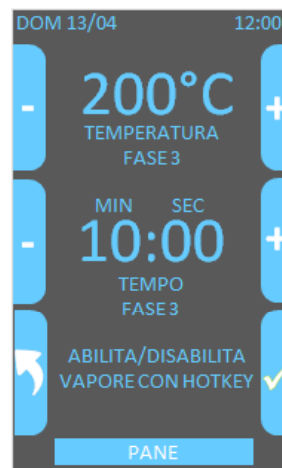 DOM 13/04 12:00
- 200°C +
TEMPERATURA
FASE 3
MIN SEC
- 10:00 +
TEMPO
FASE 3
ABILITA/DISABILITA
VAPORE CON HOTKEY
PANE